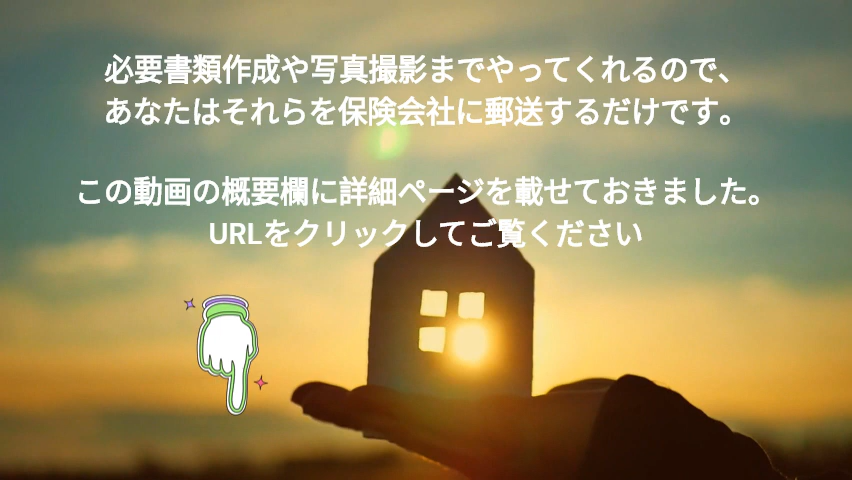 必要書類作成や写真撮影までやってくれるので、
あなたはそれらを保険会社に郵送するだけです。
この動画の概要欄に詳細ページを載せておきました。
URLをクリックしてご覧ください